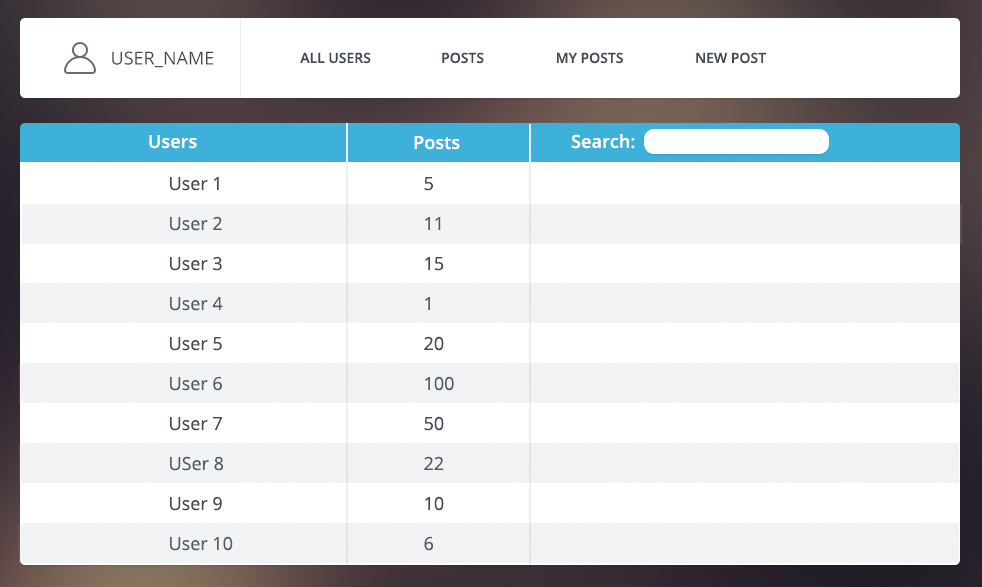 USER_NAME ALL USERS POSTS MY POSTS NEW POST
Users Posts Search:
User 1 5
User 2 11
User 3 15
User 4 1
User 5 20
User 6 100
User 7 50
USer 8 22
User 9 10
User 10 6